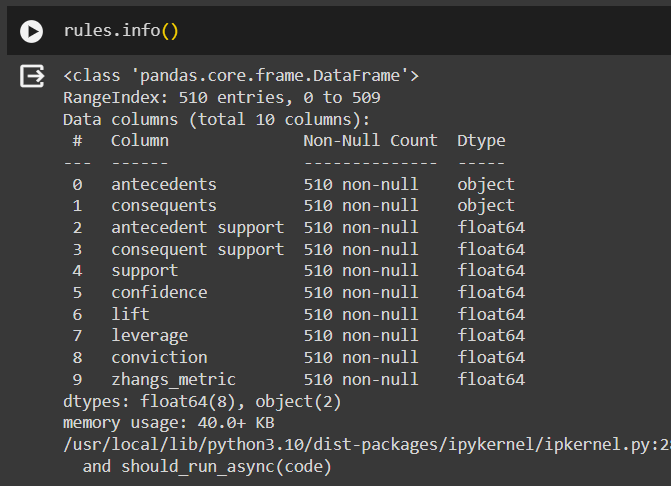 rules.info()
<class 'pandas.core.frame.DataFrame'>
RangeIndex: 510 entries, 0 to 509
Data columns (total 10 columns):
 #   Column              Non-Null Count  Dtype
---  ------              --------------  -----
 0   antecedents         510 non-null    object
 1   consequents         510 non-null    object
 2   antecedent support  510 non-null    float64
 3   consequent support  510 non-null    float64
 4   support             510 non-null    float64
 5   confidence          510 non-null    float64
 6   lift                510 non-null    float64
 7   leverage            510 non-null    float64
 8   conviction          510 non-null    float64
 9   zhangs_metric       510 non-null    float64
dtypes: float64(8), object(2)
memory usage: 40.0+ KB
/usr/local/lib/python3.10/dist-packages/ipykernel/ipkernel.py:28
  and should_run_async(code)